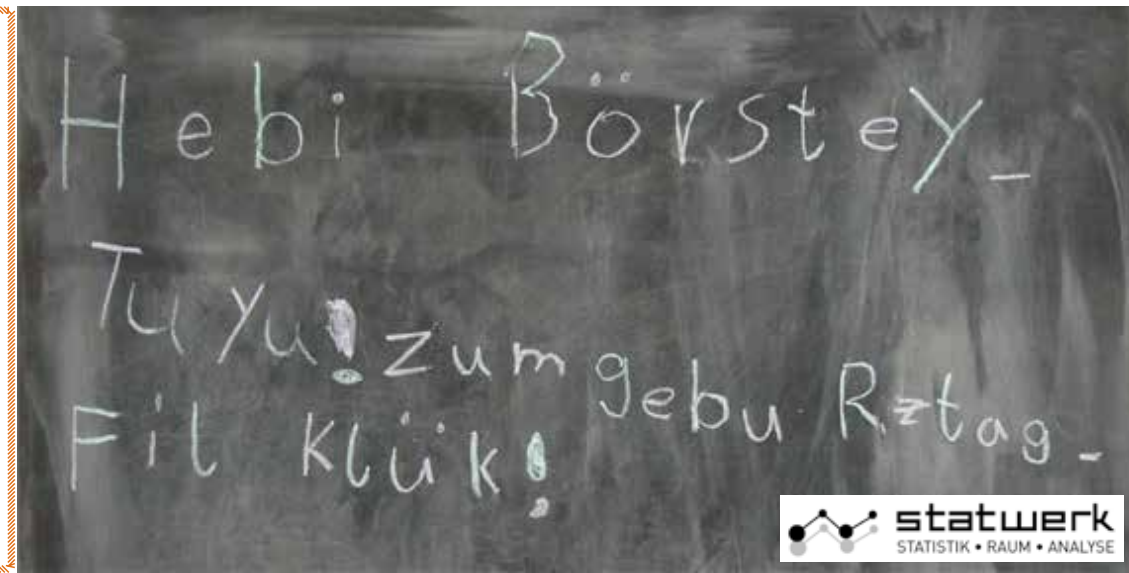 Hebi Börstey_
Tu yu! zum gebu Rztag_
Fil Klük!
statwerk
STATISTIK • RAUM • ANALYSE